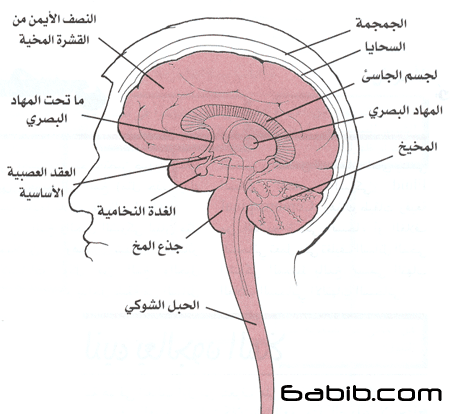 الجمجمة
السحايا
لجسم الجاسئ
المهاد البصري
المخيخ
النصف الأيمن من
القشرة المخية
ما تحت المهاد
البصري
العقد العصبية
الأساسية
الغدة النخامية
جذع المخ
الحبل الشوكي
6abib.com